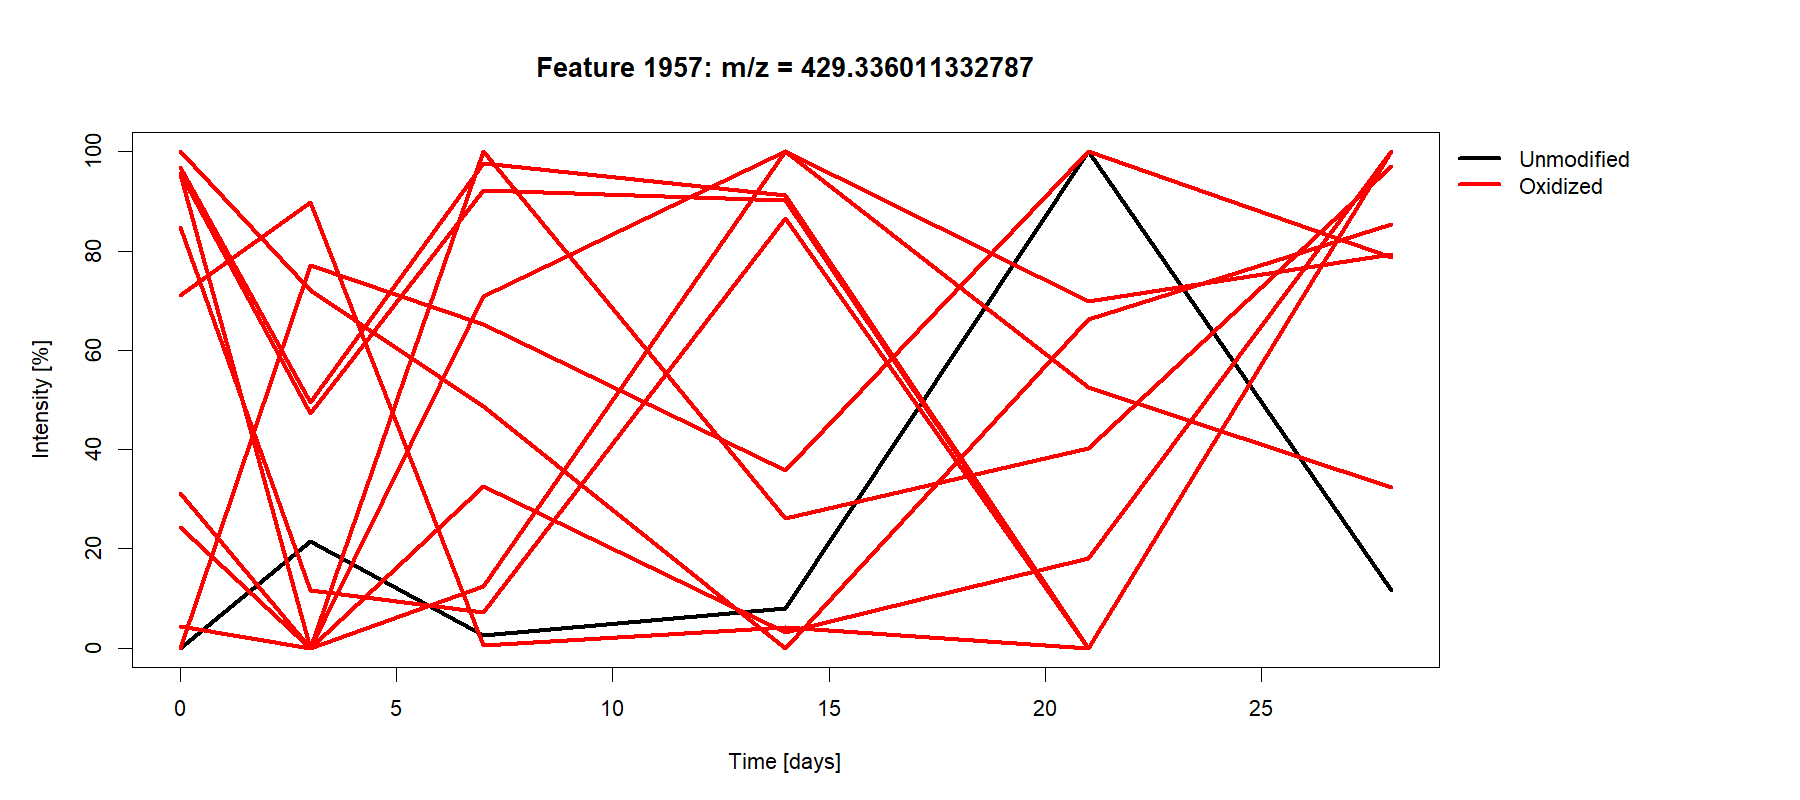 Feature 1957: m/z = 429.336011332787
Unmodified
Oxidized
Intensity [%]
100
80
60
40
20
0
0 5 10 15 20 25
Time [days]